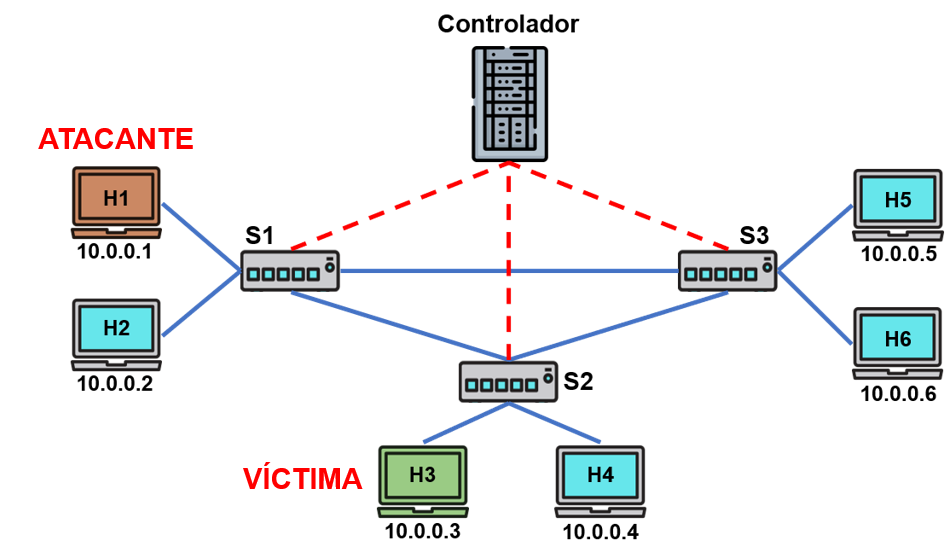 Controlador
ATACANTE
H1
10.0.0.1
S1
S3
H5
10.0.0.5
H2
10.0.0.2
H6
10.0.0.6
S2
VÍCTIMA
H3
10.0.0.3
H4
10.0.0.4